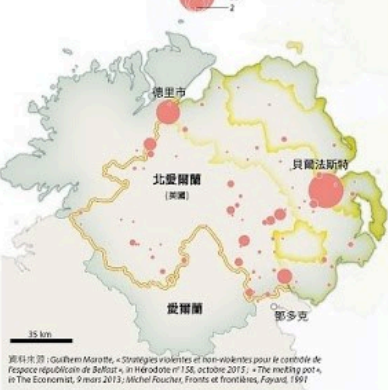 2
德里市
貝爾法斯特
北愛爾蘭
(英國)
愛爾蘭
鄧多克
35 km
資料來源：Guilhem Marotte, « Stratégies violentes et non-violentes pour le contrôle de
l'espace républicain de Belfast », in Hérodote n° 158, octobre 2015 ; « The melting pot »,
in The Economist, 9 mars 2013; Michel Foucher, Fronts et frontières, Fayard, 1991